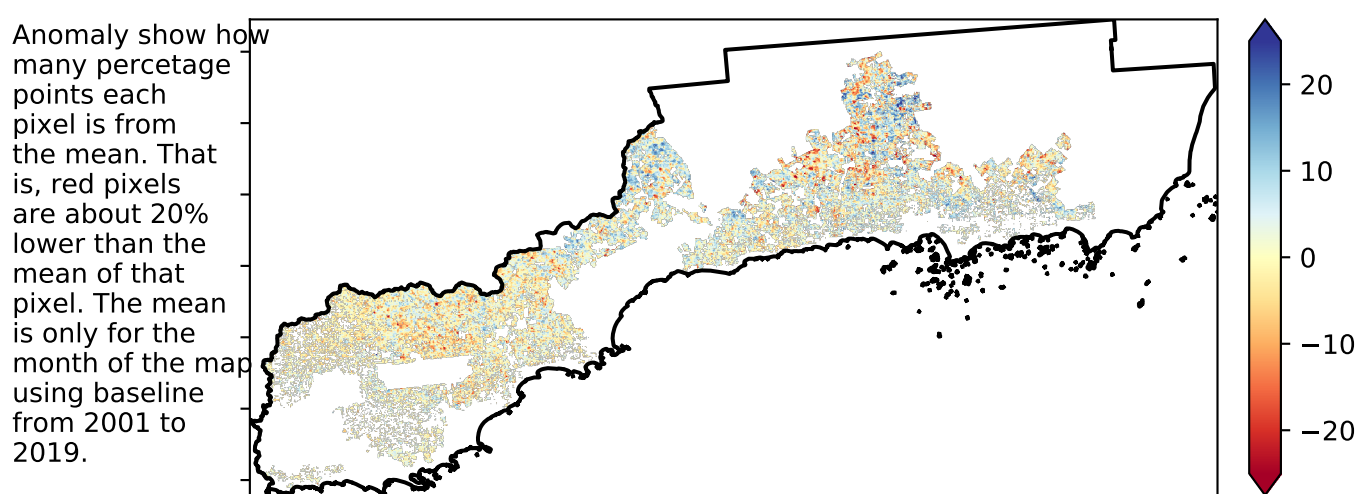 Anomaly show how
many percetage
points each
pixel is from
the mean. That
is, red pixels
are about 20%
lower than the
mean of that
pixel. The mean
is only for the
month of the map
using baseline
from 2001 to
2019.
20
10
0
−10
−20